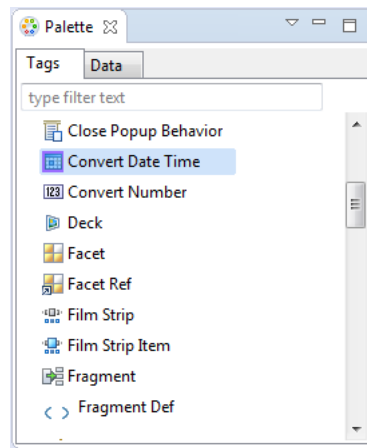 Palette
Tags Data
type filter text
Close Popup Behavior
Convert Date Time
123 Convert Number
Deck
Facet
Facet Ref
Film Strip
Film Strip Item
Fragment
Fragment Def